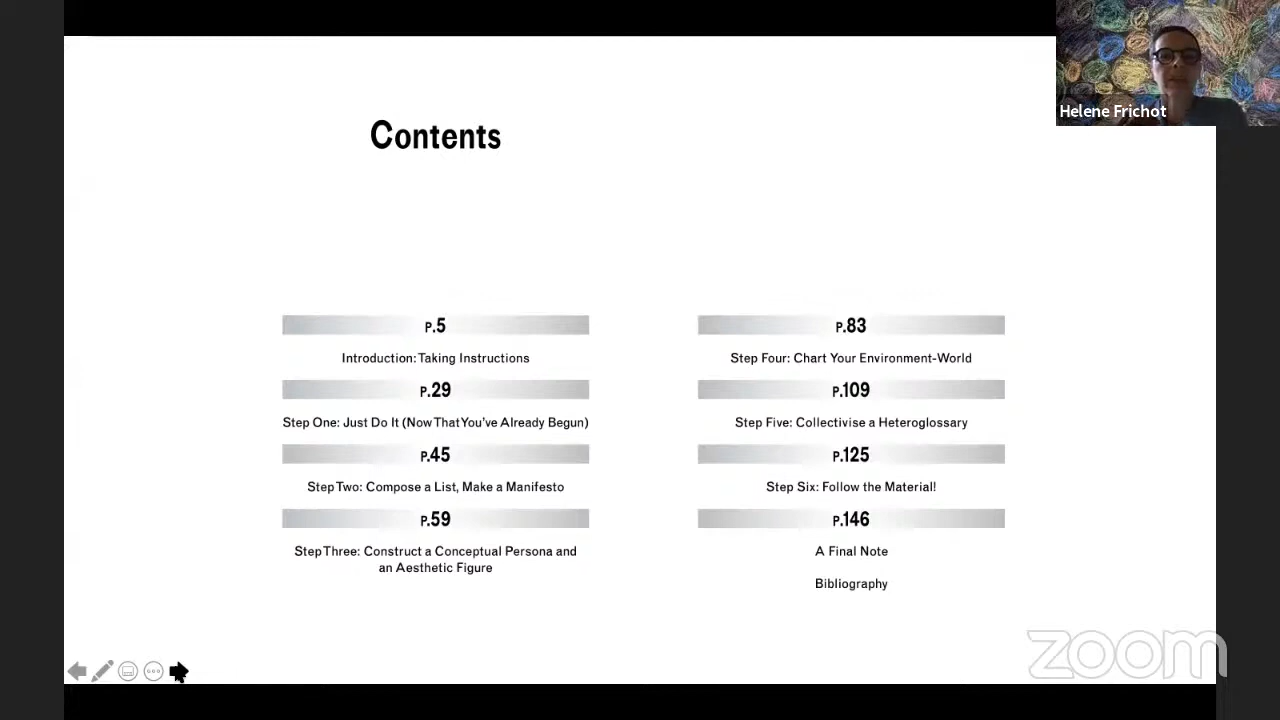 Helene Frichot
Contents
P.5
Introduction: Taking Instructions
P.29
Step One: Just Do It (Now That You've Already Begun)
P.45
Step Two: Compose a List, Make a Manifesto
P.59
Step Three: Construct a Conceptual Persona and
an Aesthetic Figure
P.83
Step Four: Chart Your Environment-World
P.109
Step Five: Collectivise a Heteroglossary
P.125
Step Six: Follow the Material!
P.146
A Final Note
Bibliography
zoom